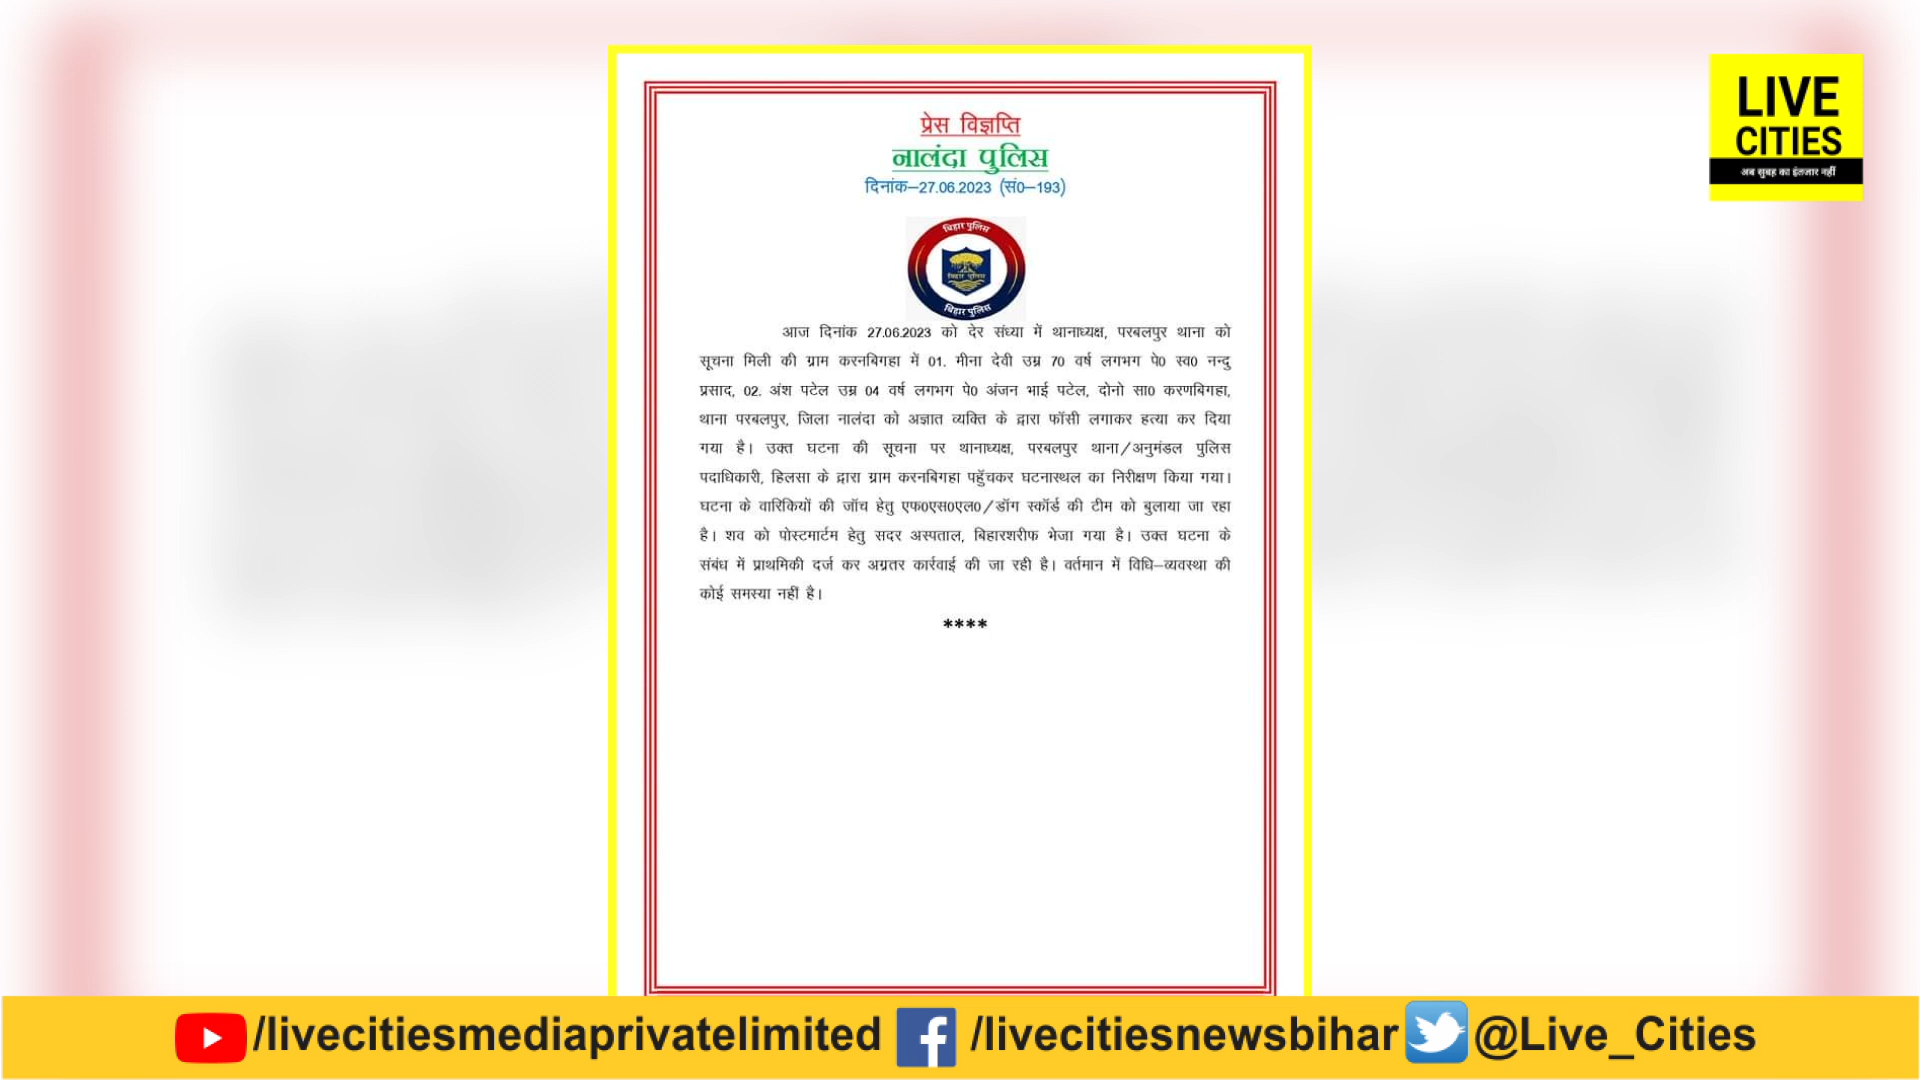 LIVE
CITIES
अब सुबह का इंतजार नहीं
प्रेस विज्ञप्ति
नालंदा पुलिस
दिनांक–27.06.2023 (सं0–193)
बिहार पुलिस
बिहार पुलिस
बिहार पुलिस
आज दिनांक 27.06.2023 को देर संध्या में थानाध्यक्ष, परबलपुर थाना को
सूचना मिली की ग्राम करनबिगहा में 01. मीना देवी उम्र 70 वर्ष लगभग पे0 स्व0 नन्दु
प्रसाद, 02. अंश पटेल उम्र 04 वर्ष लगभग पे0 अंजन भाई पटेल, दोनो सा0 करणबिगहा,
थाना परबलपुर, जिला नालंदा को अज्ञात व्यक्ति के द्वारा फॉसी लगाकर हत्या कर दिया
गया है। उक्त घटना की सूचना पर थानाध्यक्ष, परबलपुर थाना/अनुमंडल पुलिस
पदाधिकारी, हिलसा के द्वारा ग्राम करनबिगहा पहुँचकर घटनास्थल का निरीक्षण किया गया।
घटना के वारिकियों की जॉच हेतु एफ0एस0एल0/डॉग स्कॉर्ड की टीम को बुलाया जा रहा
है। शव को पोस्टमार्टम हेतु सदर अस्पताल, बिहारशरीफ भेजा गया है। उक्त घटना के
संबंध में प्राथमिकी दर्ज कर अग्रतर कार्रवाई की जा रही है। वर्तमान में विधि–व्यवस्था की
कोई समस्या नहीं है।
****
/livecitiesmediaprivatelimited /livecitiesnewsbihar @Live_Cities